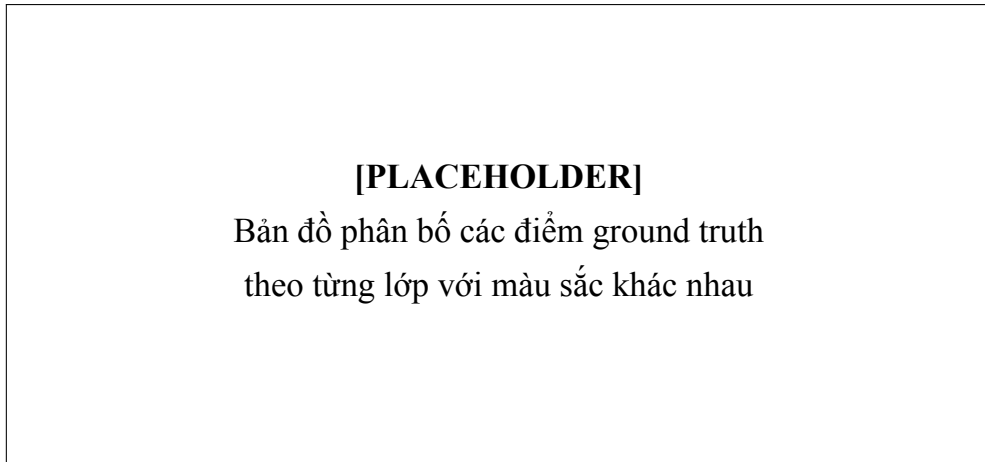 [PLACEHOLDER]
Bản đồ phân bố các điểm ground truth
theo từng lớp với màu sắc khác nhau